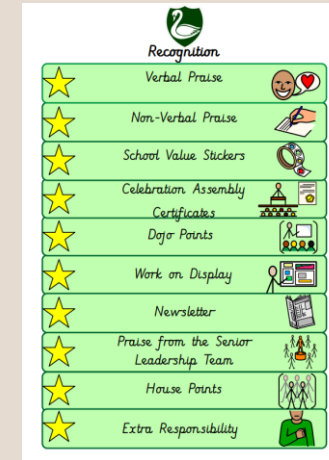 Recognition
Verbal Praise
Non-Verbal Praise
School Value Stickers
Celebration Assembly
Certificates
Dojo Points
Work on Display
Newsletter
Praise from the Senior
Leadership Team
House Points
Extra Responsibility